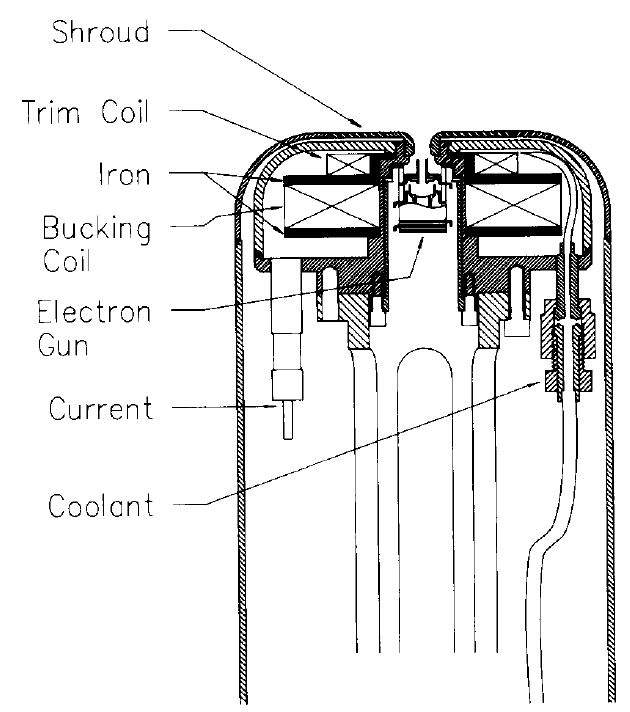 Shroud
Trim Coil
Iron
Bucking
Coil
Electron
Gun
Current
Coolant